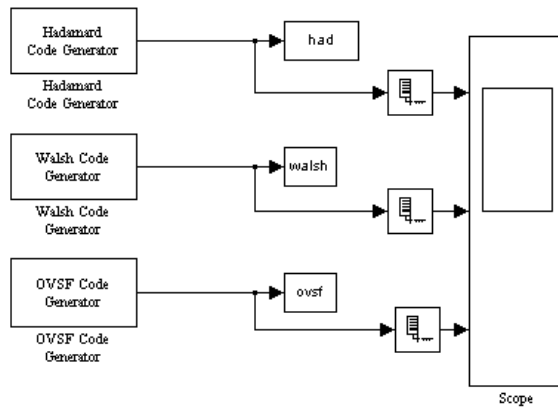 Hadamard
Code Generator
had
Hadamard
Code Generator
Walsh Code
Generator
walsh
Walsh Code
Generator
OVSF Code
Generator
ovsf
OVSF Code
Generator
Scope